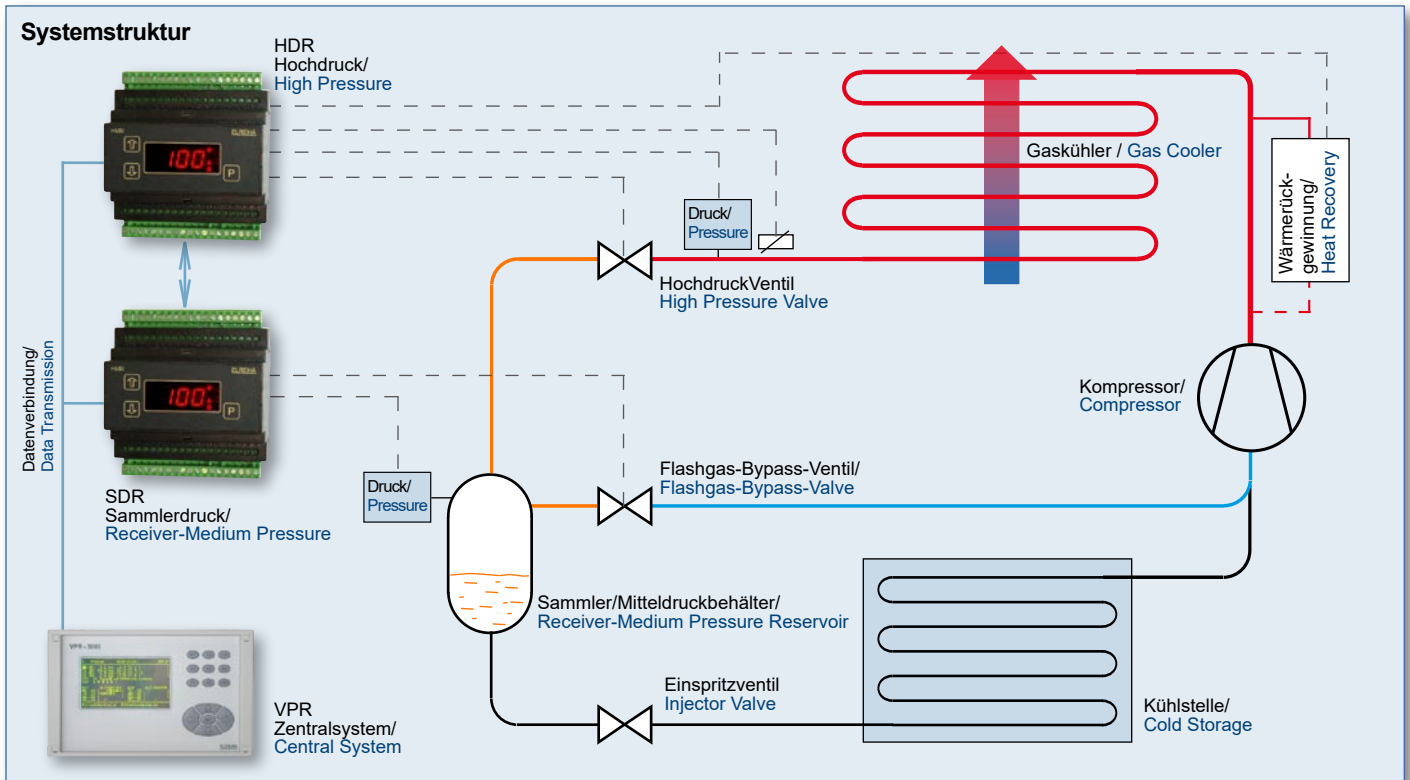 Systemstruktur
HDR
Hochdruck/
High Pressure
ELREHA
100
P
Gaskühler / Gas Cooler
Wärmerück-
gewinnung/
Heat Recovery
Druck/
Pressure
HochdruckVentil
High Pressure Valve
Datenverbindung/
Data Transmission
ELREHA
100
P
Kompressor/
Compressor
SDR
Sammlerdruck/
Receiver-Medium Pressure
Druck/
Pressure
Flashgas-Bypass-Ventil/
Flashgas-Bypass-Valve
Sammler/Mitteldruckbehälter/
Receiver-Medium Pressure Reservoir
VPR
Zentralsystem/
Central System
Einspritzventil
Injector Valve
Kühlstelle/
Cold Storage